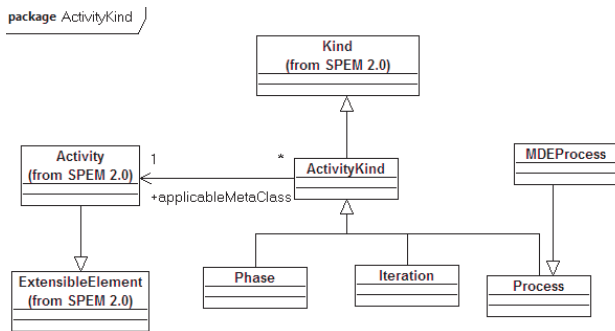 package ActivityKind
Kind
(from SPEM 2.0)
Activity
(from SPEM 2.0)
1
*
+applicableMetaClass
ActivityKind
MDEProcess
ExtensibleElement
(from SPEM 2.0)
Phase
Iteration
Process